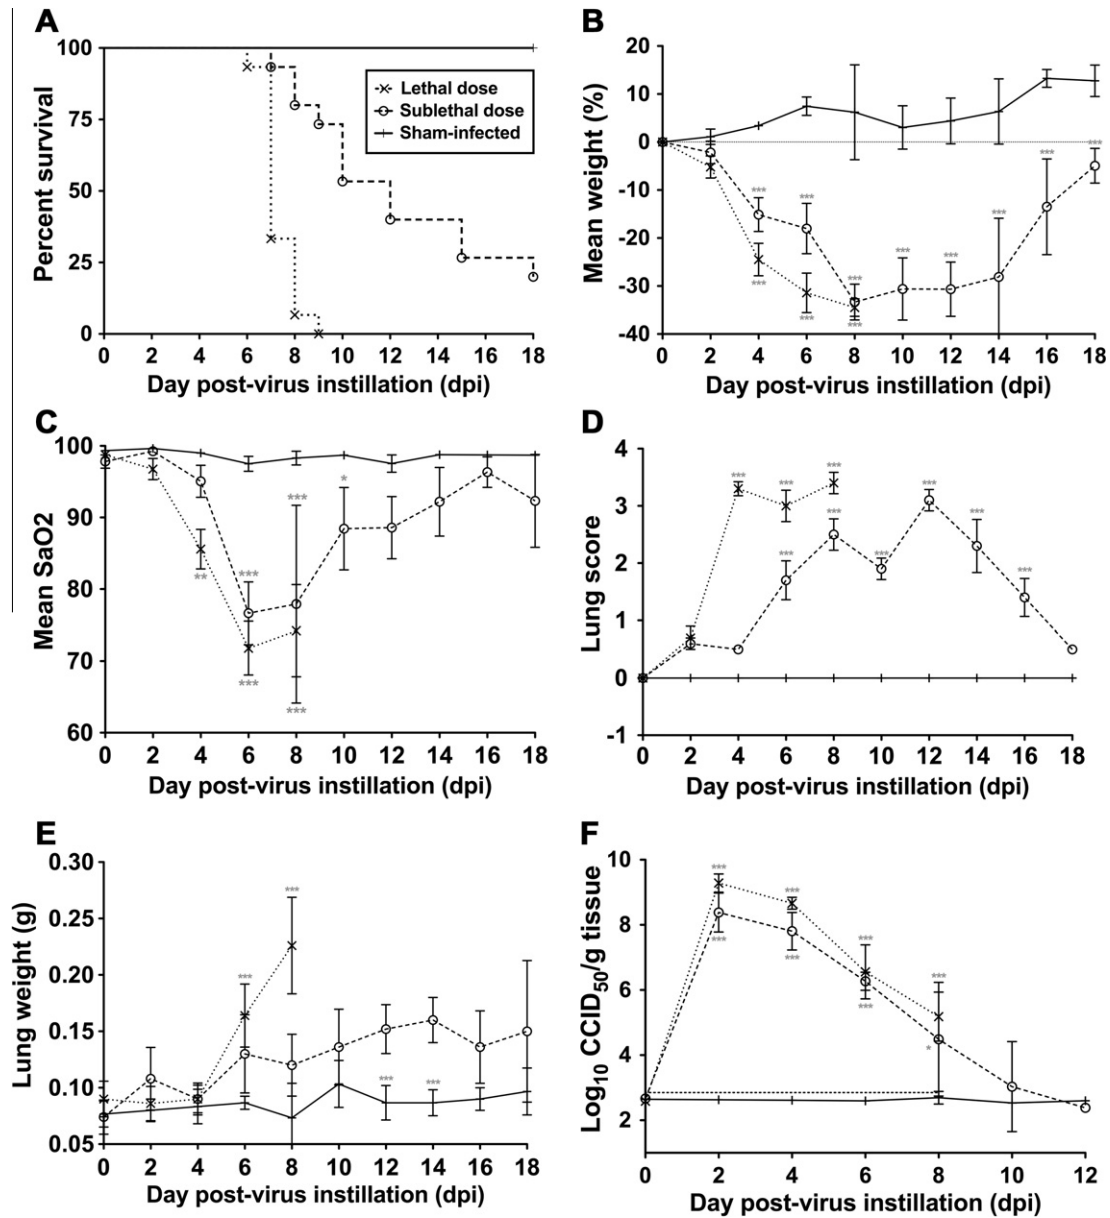 A
Percent survival
100
75
50
25
0
Lethal dose
Sublethal dose
Sham-infected
0 2 4 6 8 10 12 14 16 18
Day post-virus instillation (dpi)
B
Mean weight (%)
20
10
0
-10
-20
-30
-40
*** *** *** *** *** *** *** *** *** *** ***
0 2 4 6 8 10 12 14 16 18
Day post-virus instillation (dpi)
C
Mean SaO2
100
90
80
70
60
** *** *** *** *** *
0 2 4 6 8 10 12 14 16 18
Day post-virus instillation (dpi)
D
Lung score
4
3
2
1
0
-1
*** *** *** *** *** *** *** *** ***
0 2 4 6 8 10 12 14 16 18
Day post-virus instillation (dpi)
E
Lung weight (g)
0.30
0.25
0.20
0.15
0.10
0.05
*** *** *** ***
0 2 4 6 8 10 12 14 16 18
Day post-virus instillation (dpi)
F
Log10 CCID50/g tissue
10
8
6
4
2
*** *** *** *** *** *** *** *
0 2 4 6 8 10 12
Day post-virus instillation (dpi)